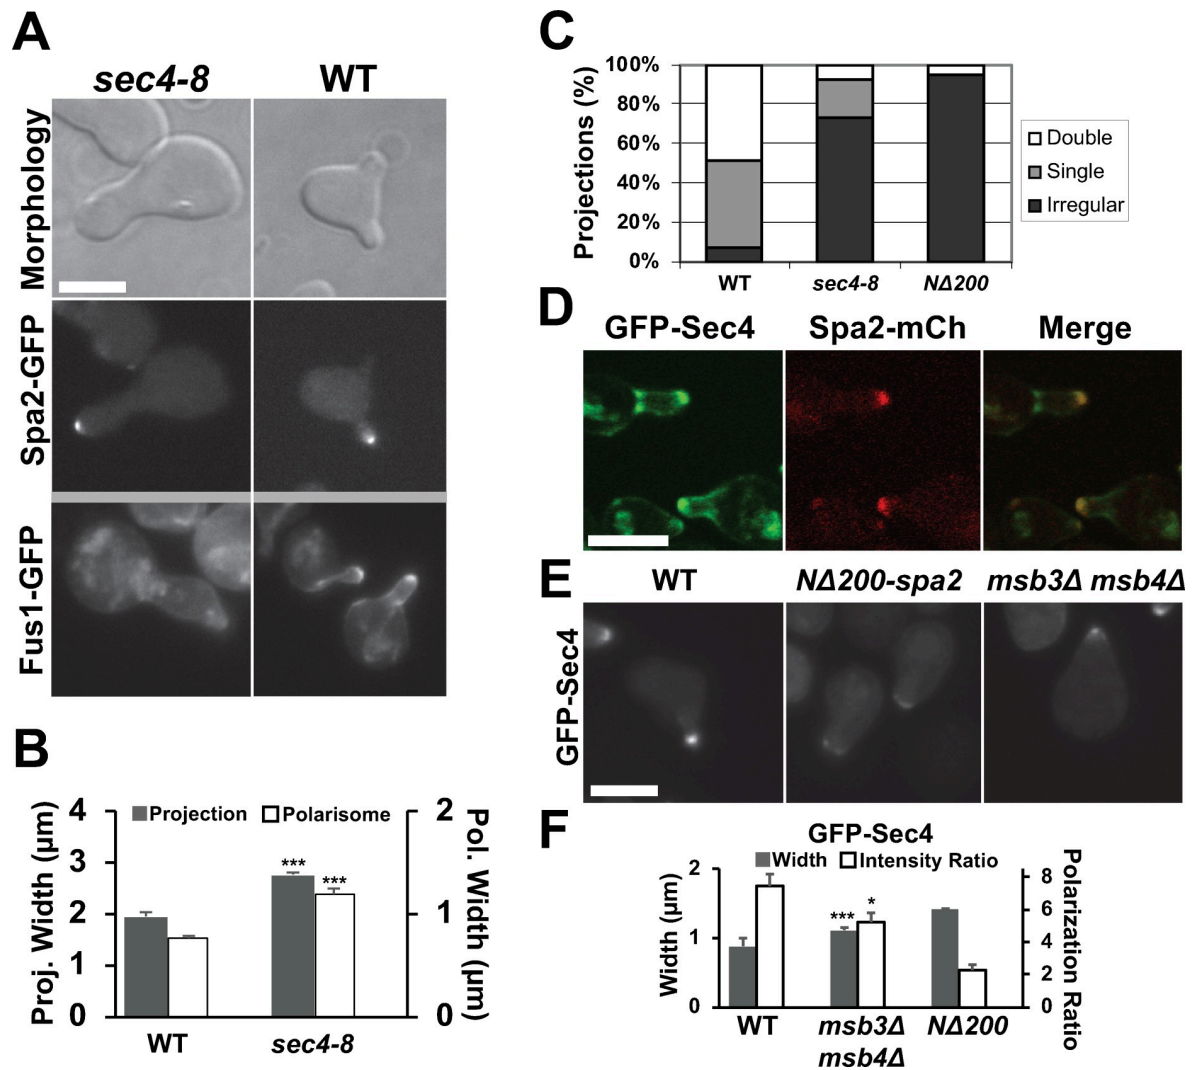 A
sec4-8
WT
Morphology
Spa2-GFP
Fus1-GFP
B
Proj. Width (μm)
4
3
2
1
0
Projection
Polarisome
***
***
2
1
0
Pol. Width (μm)
WT
sec4-8
C
Projections (%)
100%
80%
60%
40%
20%
0%
WT
sec4-8
NΔ200
Double
Single
Irregular
D
GFP-Sec4
Spa2-mCh
Merge
E
WT
NΔ200-spa2
msb3Δ msb4Δ
GFP-Sec4
F
GFP-Sec4
Width
Intensity Ratio
Width (μm)
2
1
0
***
*
8
6
4
2
0
Polarization Ratio
WT
msb3Δ
msb4Δ
NΔ200